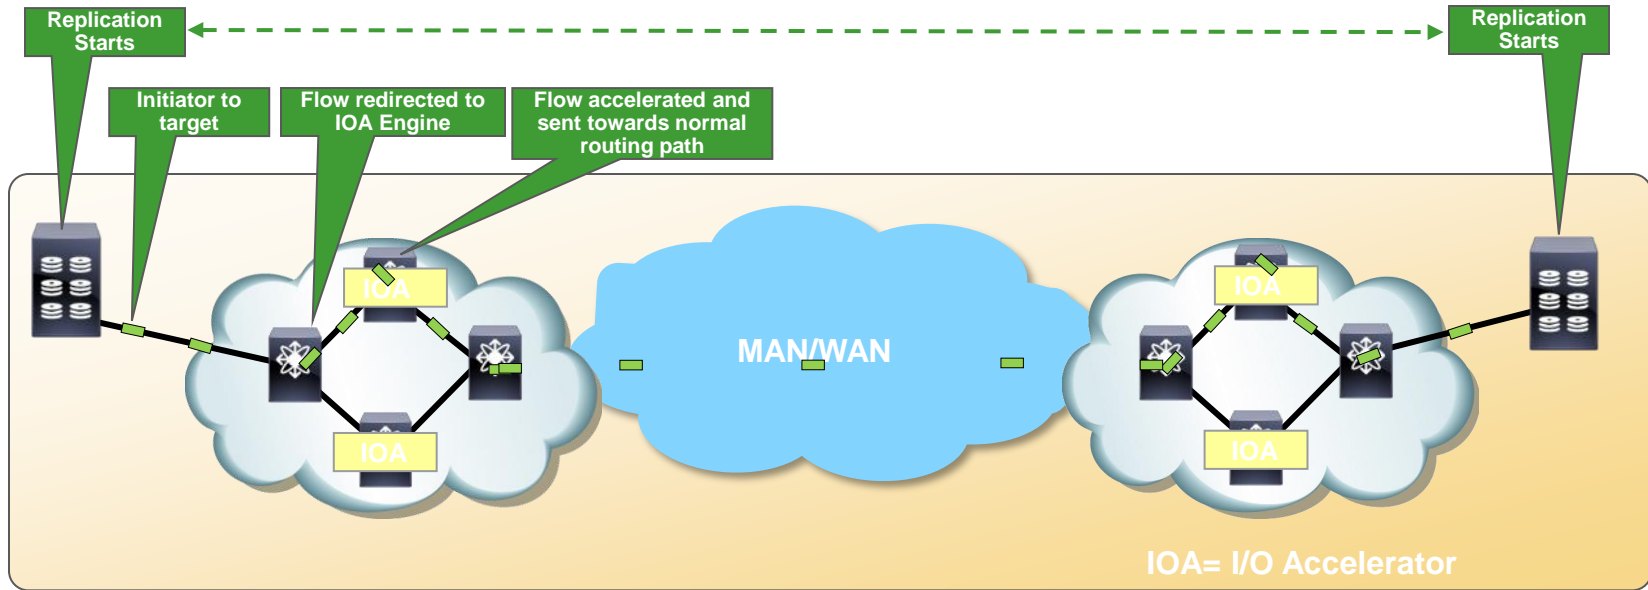 Replication
Starts
Replication
Starts
Initiator to
target
Flow redirected to
IOA Engine
Flow accelerated and
sent towards normal
routing path
IOA
IOA
MAN/WAN
IOA
IOA
IOA= I/O Accelerator